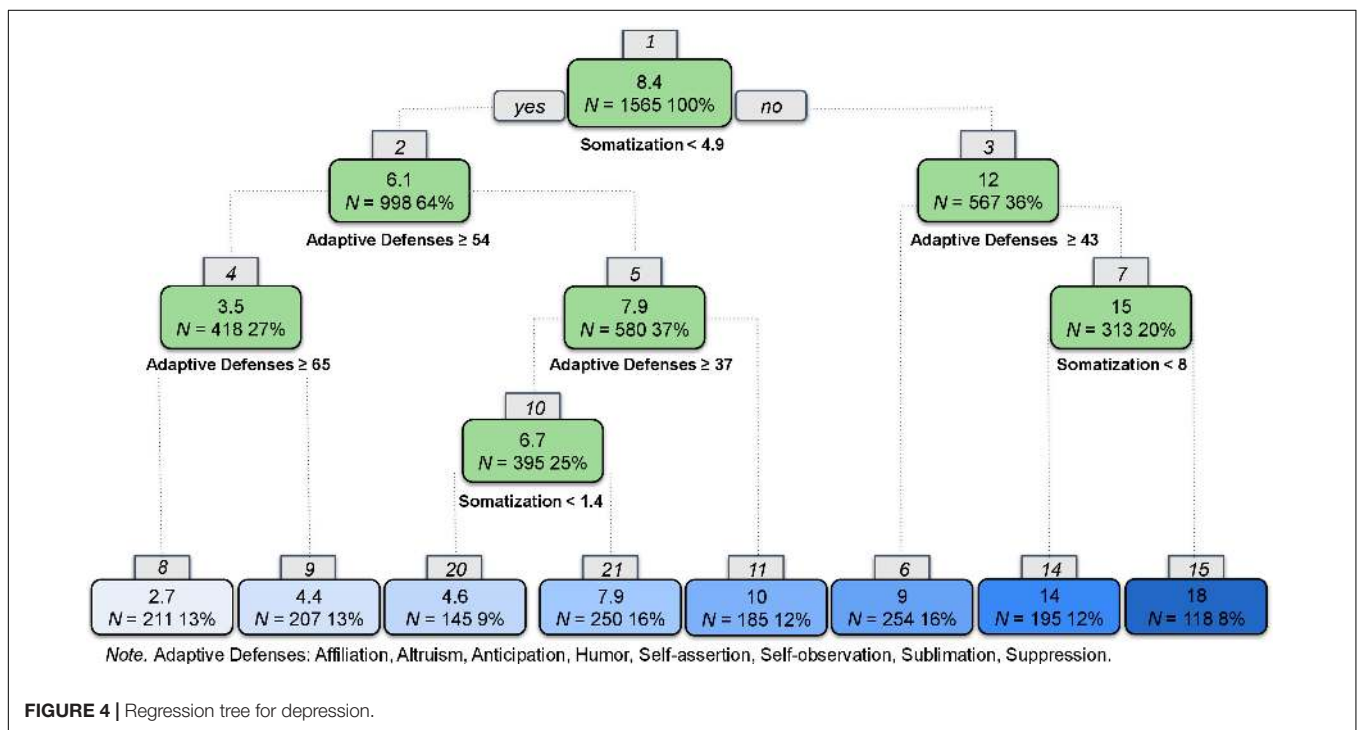 1
8.4
N = 1565 100%
yes
no
Somatization < 4.9
2
6.1
N = 998 64%
Adaptive Defenses ≥ 54
3
12
N = 567 36%
Adaptive Defenses ≥ 43
4
3.5
N = 418 27%
Adaptive Defenses ≥ 65
5
7.9
N = 580 37%
Adaptive Defenses ≥ 37
7
15
N = 313 20%
Somatization < 8
10
6.7
N = 395 25%
Somatization < 1.4
8
2.7
N = 211 13%
9
4.4
N = 207 13%
20
4.6
N = 145 9%
21
7.9
N = 250 16%
11
10
N = 185 12%
6
9
N = 254 16%
14
14
N = 195 12%
15
18
N = 118 8%
Note. Adaptive Defenses: Affiliation, Altruism, Anticipation, Humor, Self-assertion, Self-observation, Sublimation, Suppression.
FIGURE 4 | Regression tree for depression.